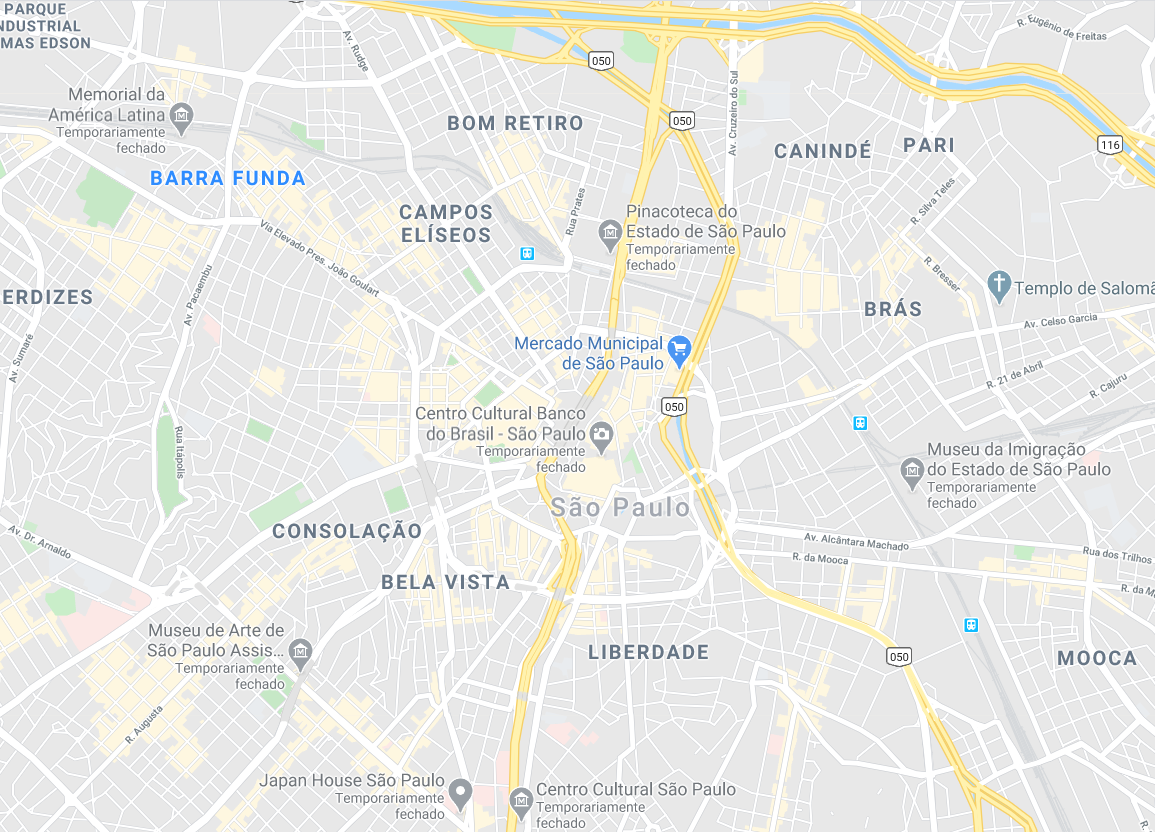 PARQUE
INDUSTRIAL
MAS EDSON
R. Eugênio de Freitas
Av. Rudge
050
Av. Cruzeiro do Sul
Memorial da
América Latina
Temporariamente
fechado
050
BOM RETIRO
CANINDÉ
PARI
116
BARRA FUNDA
R. Silva Teles
Rua Prates
CAMPOS
ELÍSEOS
Pinacoteca do
Estado de São Paulo
Temporariamente
fechado
Via Elevado Pres. João Goulart
R. Bresser
Av. Pacaembu
ERDIZES
Templo de Salomã
BRÁS
Av. Celso Garcia
Av. Sumaré
Mercado Municipal
de São Paulo
R. 21 de Abril
R. Cajuru
050
Centro Cultural Banco
do Brasil - São Paulo
Temporariamente
fechado
Rua Itápolis
Museu da Imigração
do Estado de São Paulo
Temporariamente
fechado
São Paulo
CONSOLAÇÃO
Av. Dr. Arnaldo
Av. Alcântara Machado
R. da Mooca
Rua dos Trilhos
R. da M
BELA VISTA
Museu de Arte de
São Paulo Assis...
Temporariamente
fechado
LIBERDADE
050
MOOCA
R. Augusta
Japan House São Paulo
Temporariamente
fechado
Centro Cultural São Paulo
Temporariamente
fechado